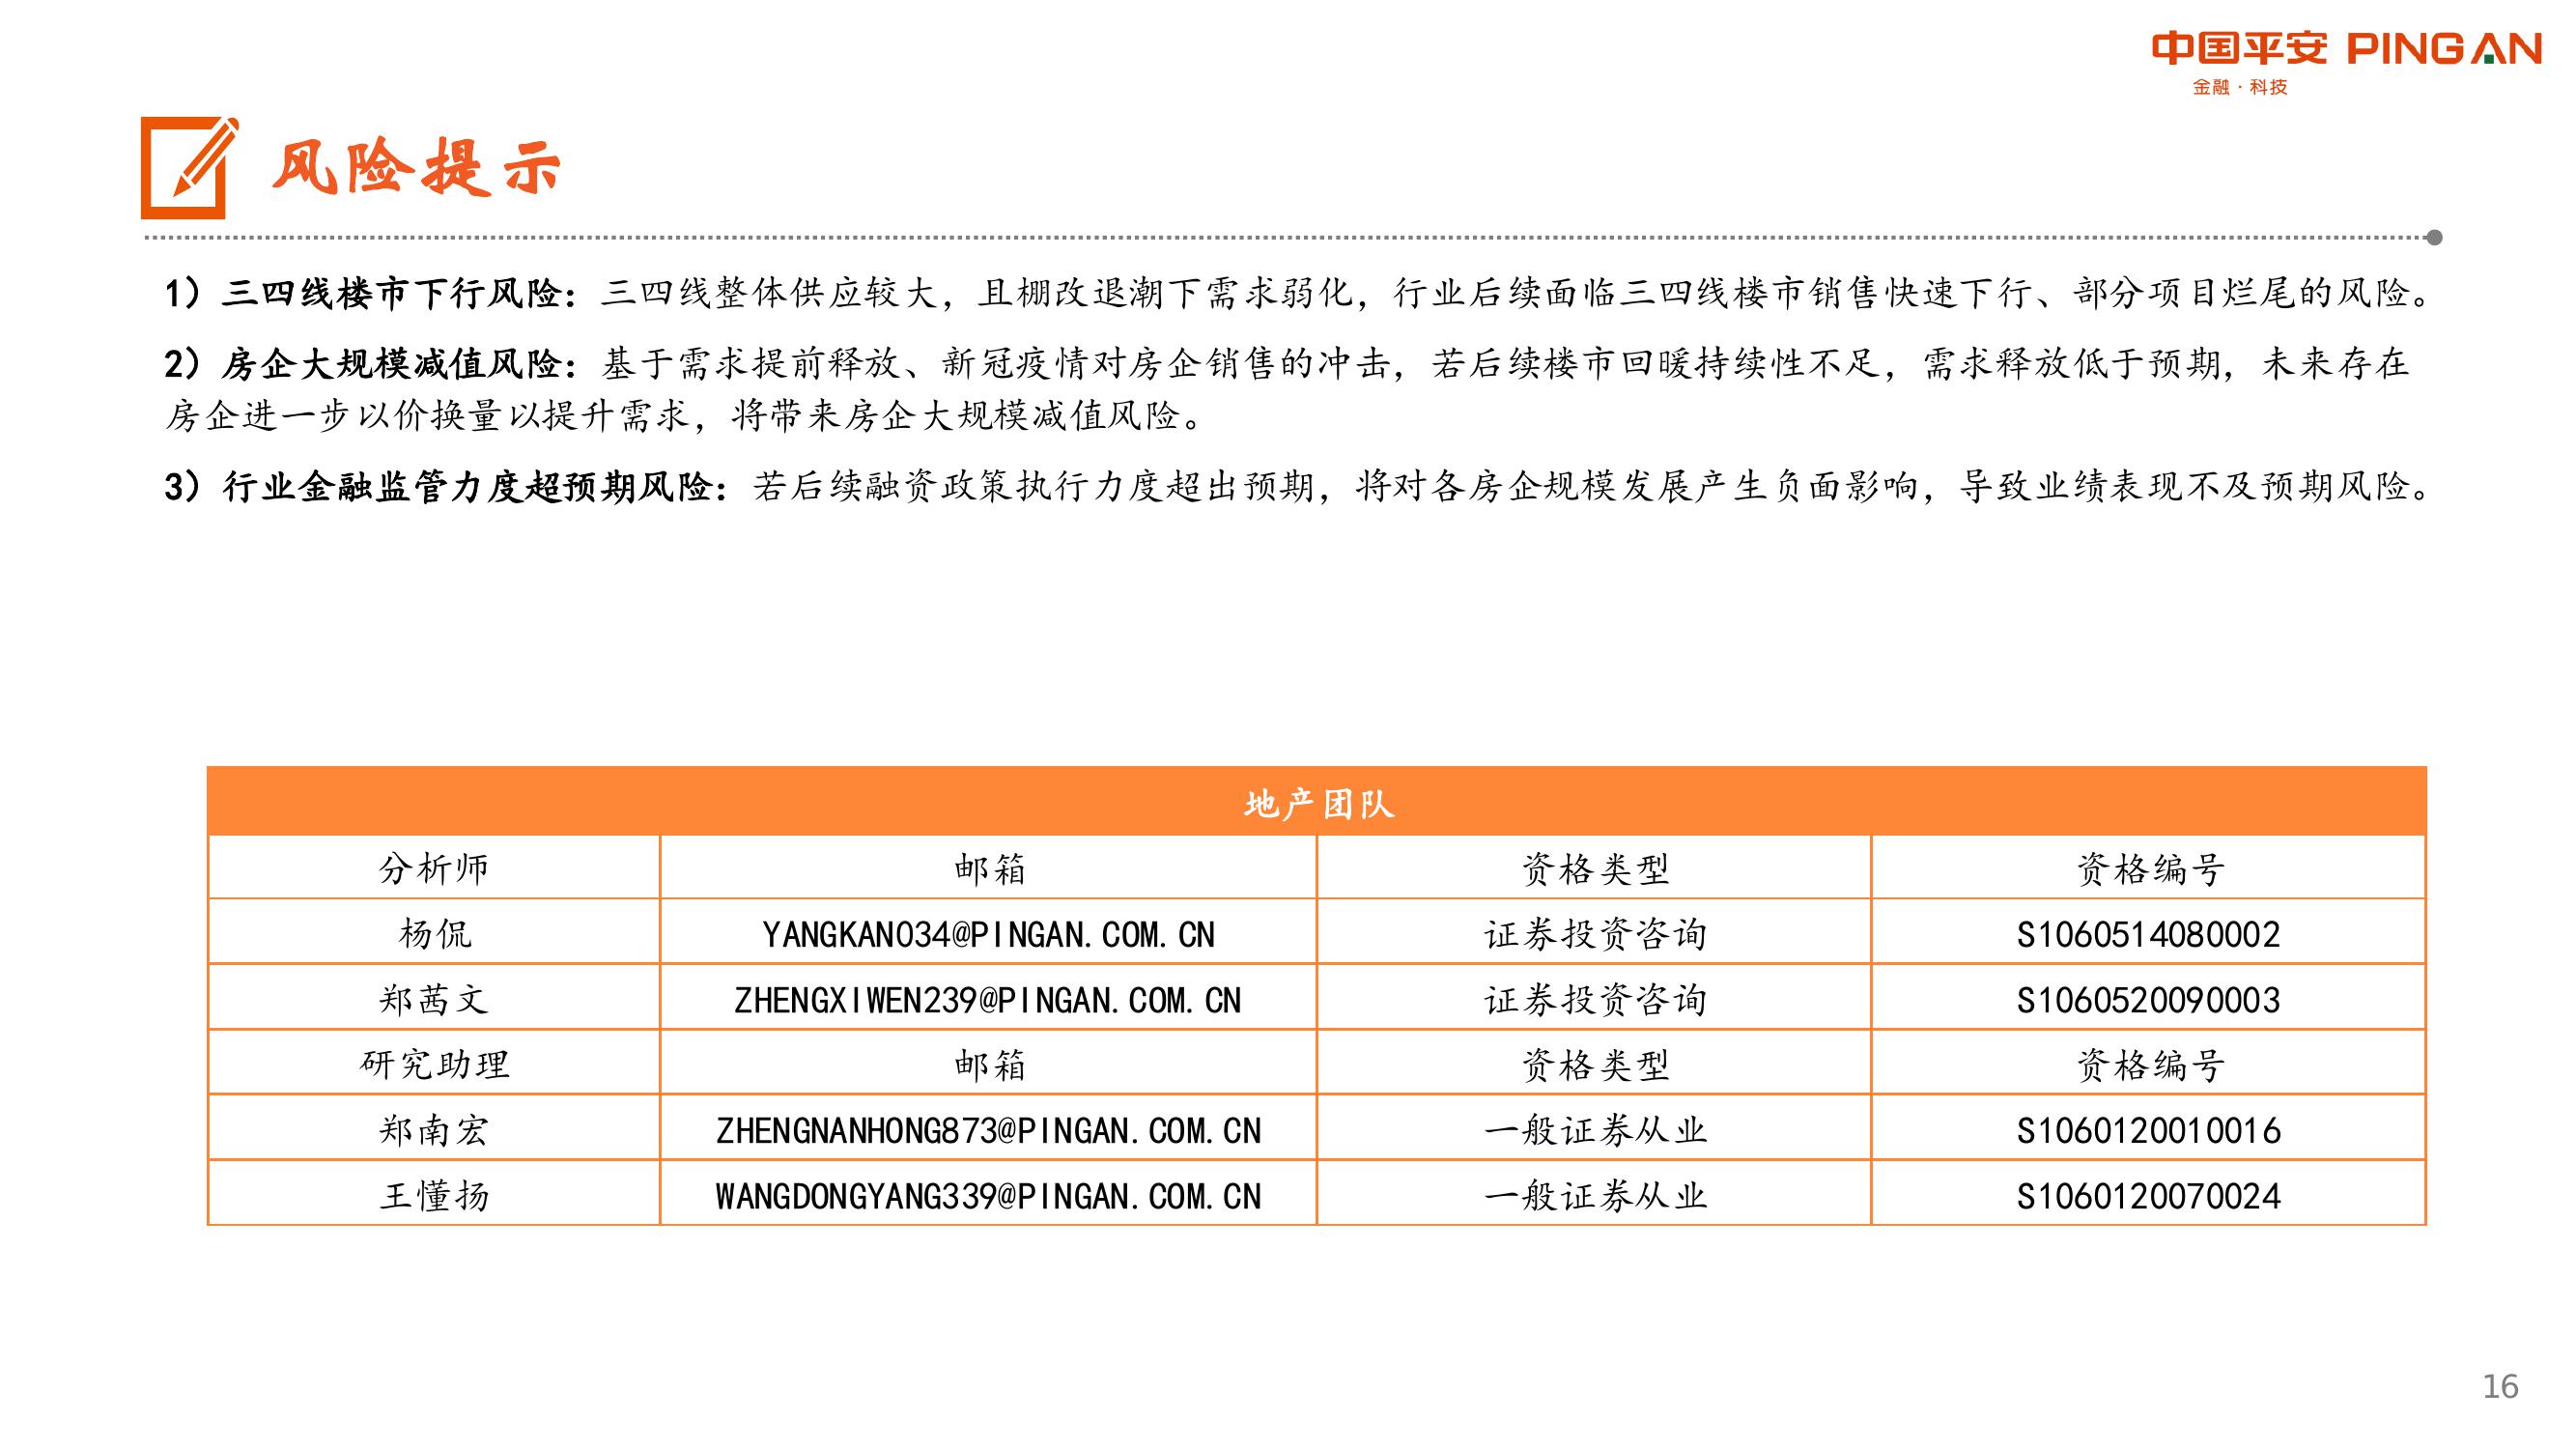 中国平安 PINGAN
金融·科技
风险提示
1）三四线楼市下行风险：三四线整体供应较大，且棚改退潮下需求弱化，行业后续面临三四线楼市销售快速下行、部分项目烂尾的风险。
2）房企大规模减值风险：基于需求提前释放、新冠疫情对房企销售的冲击，若后续楼市回暖持续性不足，需求释放低于预期，未来存在
房企进一步以价换量以提升需求，将带来房企大规模减值风险。
3）行业金融监管力度超预期风险：若后续融资政策执行力度超出预期，将对各房企规模发展产生负面影响，导致业绩表现不及预期风险。
地产团队
分析师 邮箱 资格类型 资格编号
杨侃 YANGKAN034@PINGAN.COM.CN 证券投资咨询 S1060514080002
郑茜文 ZHENGXIWEN239@PINGAN.COM.CN 证券投资咨询 S1060520090003
研究助理 邮箱 资格类型 资格编号
郑南宏 ZHENGNANHONG873@PINGAN.COM.CN 一般证券从业 S1060120010016
王懂扬 WANGDONGYANG339@PINGAN.COM.CN 一般证券从业 S1060120070024
16